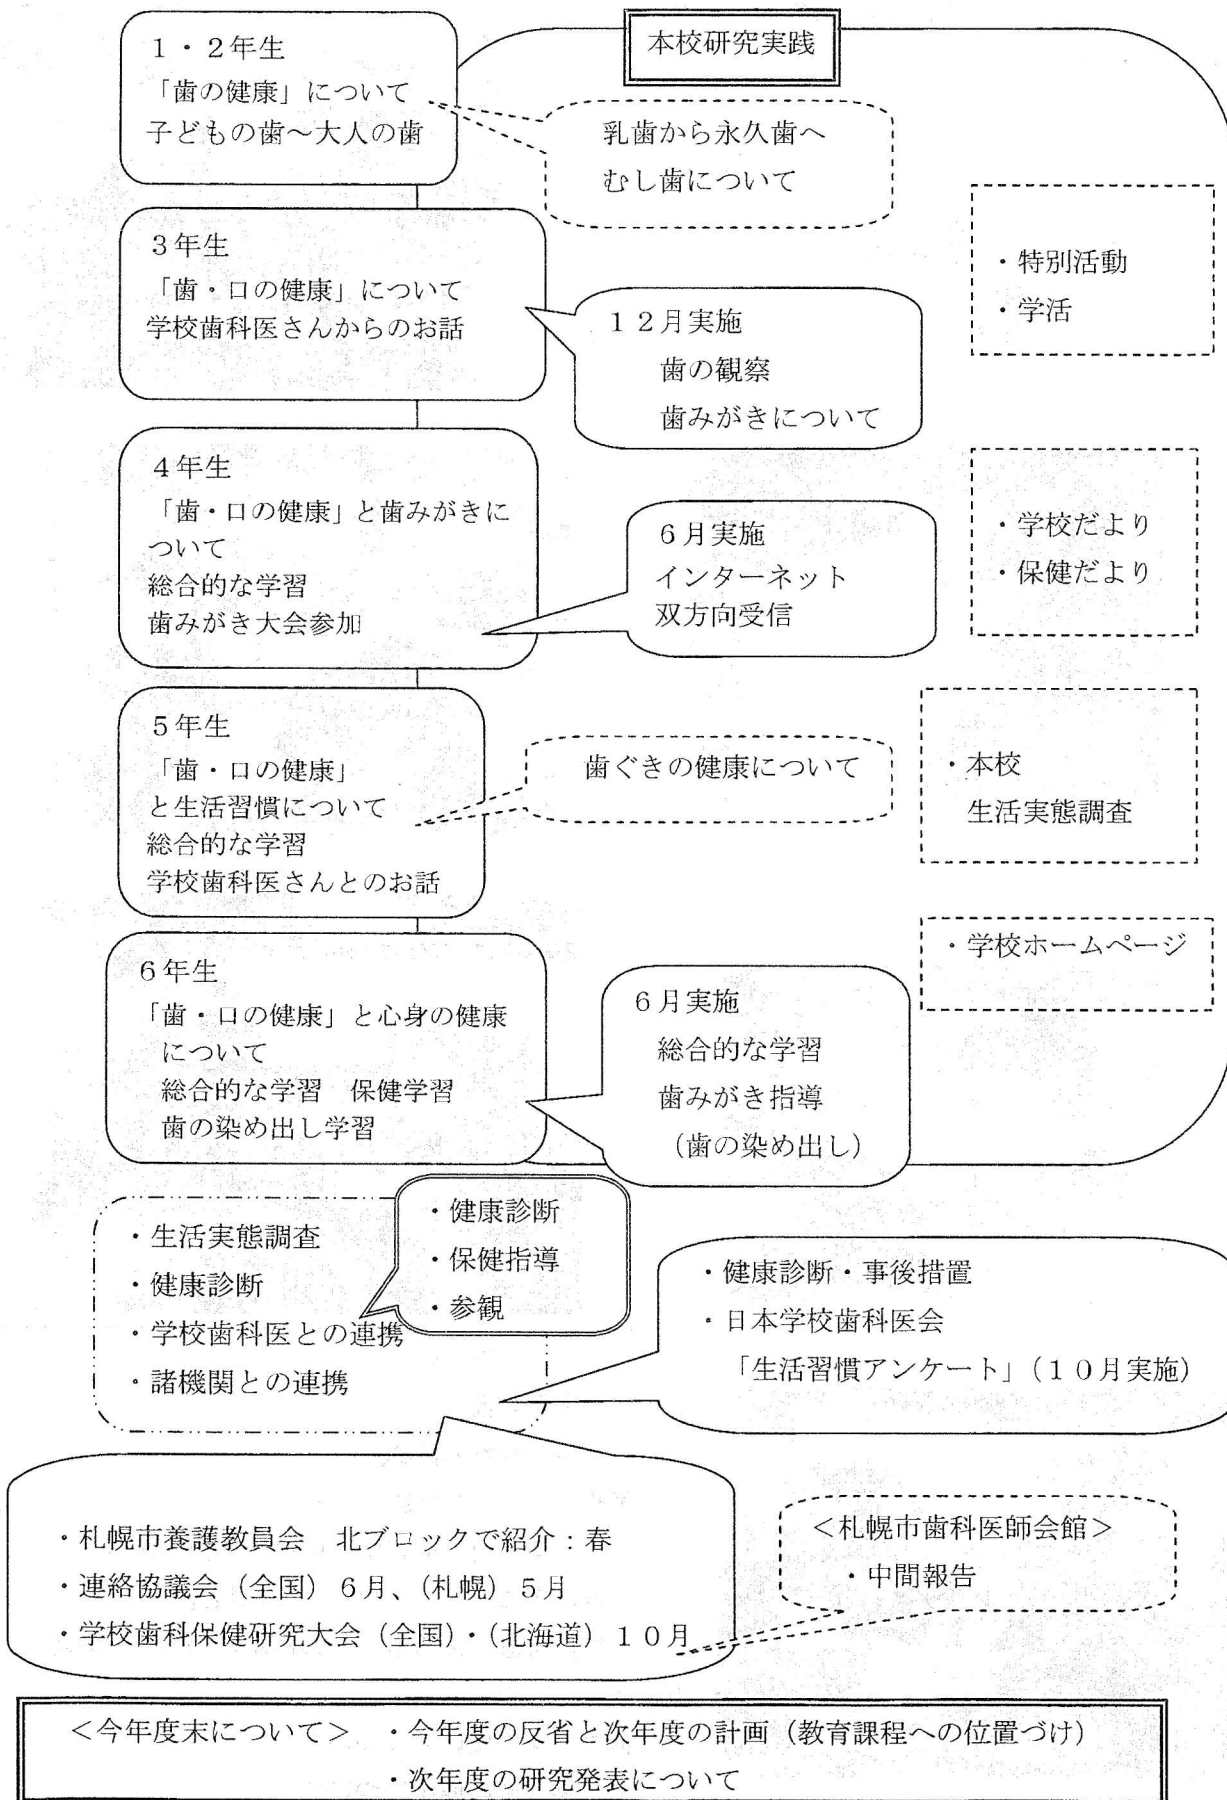 本校研究実践
１・２年生
「歯の健康」について
子どもの歯～大人の歯
乳歯から永久歯へ
むし歯について
３年生
「歯・口の健康」について
学校歯科医さんからのお話
１２月実施
歯の観察
歯みがきについて
・特別活動
・学活
４年生
「歯・口の健康」と歯みがきに
ついて
総合的な学習
歯みがき大会参加
６月実施
インターネット
双方向受信
・学校だより
・保健だより
５年生
「歯・口の健康」
と生活習慣について
総合的な学習
学校歯科医さんとのお話
歯ぐきの健康について
・本校
生活実態調査
・学校ホームページ
６年生
「歯・口の健康」と心身の健康
について
総合的な学習　保健学習
歯の染め出し学習
６月実施
総合的な学習
歯みがき指導
（歯の染め出し）
・生活実態調査
・健康診断
・学校歯科医との連携
・諸機関との連携
・健康診断
・保健指導
・参観
・健康診断・事後措置
・日本学校歯科医会
「生活習慣アンケート」（１０月実施）
・札幌市養護教員会　北ブロックで紹介：春
・連絡協議会（全国）６月、（札幌）５月
・学校歯科保健研究大会（全国）・（北海道）１０月
＜札幌市歯科医師会館＞
・中間報告
＜今年度末について＞　・今年度の反省と次年度の計画（教育課程への位置づけ）
・次年度の研究発表について